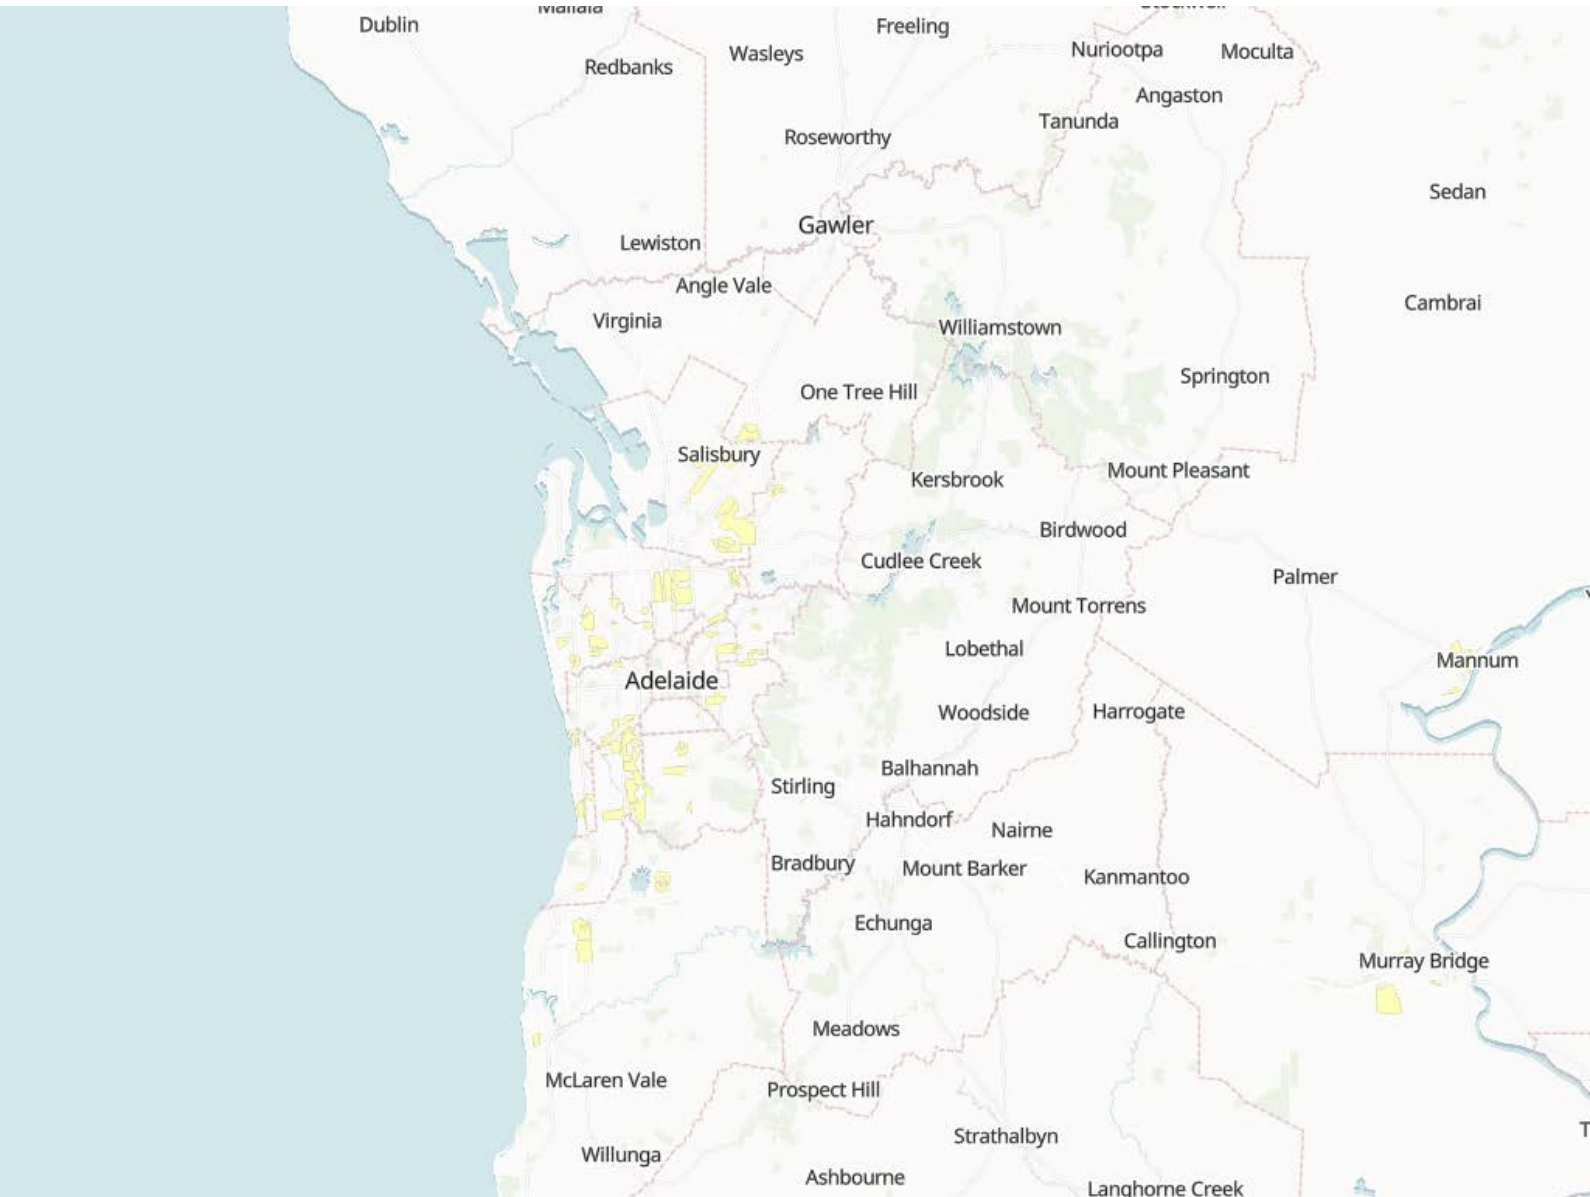 Mallala
Stockwell
Dublin
Freeling
Wasleys
Redbanks
Nuriootpa
Moculta
Angaston
Tanunda
Roseworthy
Sedan
Gawler
Lewiston
Angle Vale
Cambrai
Virginia
Williamstown
Springton
One Tree Hill
Salisbury
Mount Pleasant
Kersbrook
Birdwood
Cudlee Creek
Palmer
Mount Torrens
Lobethal
Mannum
Adelaide
Woodside
Harrogate
Balhannah
Stirling
Hahndorf
Nairne
Bradbury
Mount Barker
Kanmantoo
Echunga
Callington
Murray Bridge
Meadows
McLaren Vale
Prospect Hill
Strathalbyn
Willunga
Ashbourne
Langhorne Creek